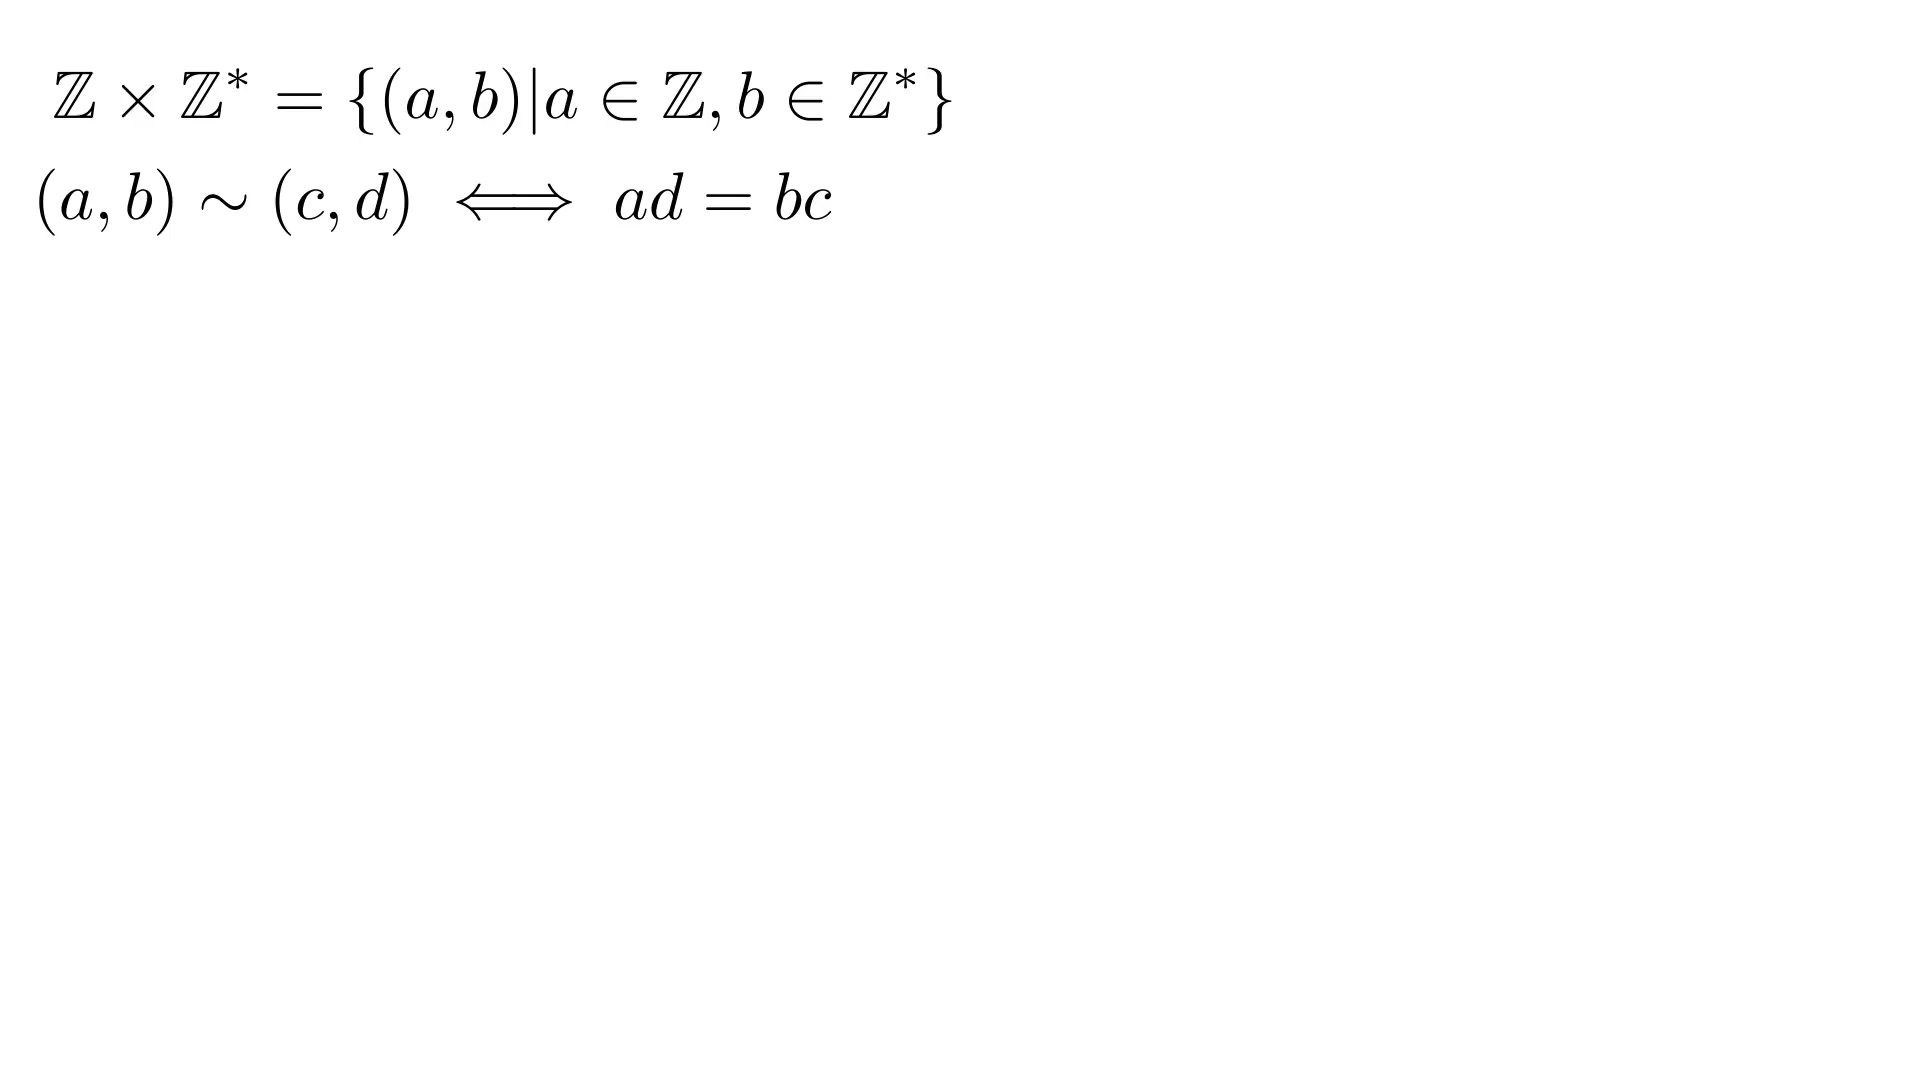 ℤ × ℤ* = {(a, b)|a ∈ ℤ, b ∈ ℤ*}
(a, b) ∼ (c, d) ⟺ ad = bc